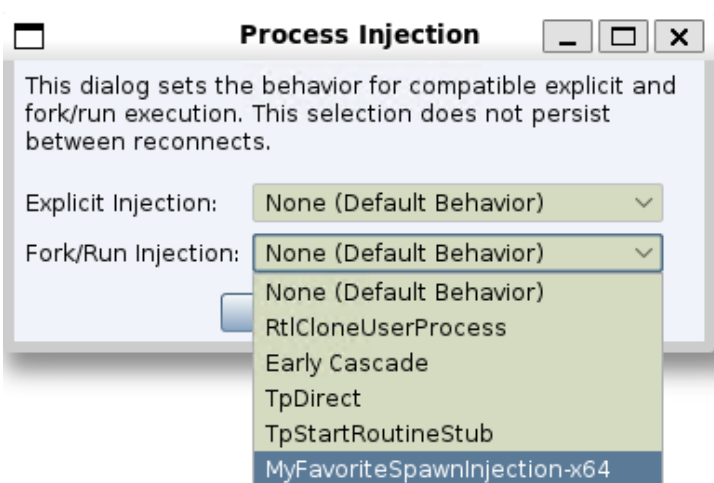 Process Injection
This dialog sets the behavior for compatible explicit and
fork/run execution. This selection does not persist
between reconnects.
Explicit Injection: None (Default Behavior)
Fork/Run Injection: None (Default Behavior)
None (Default Behavior)
RtlCloneUserProcess
Early Cascade
TpDirect
TpStartRoutineStub
MyFavoriteSpawnInjection-x64